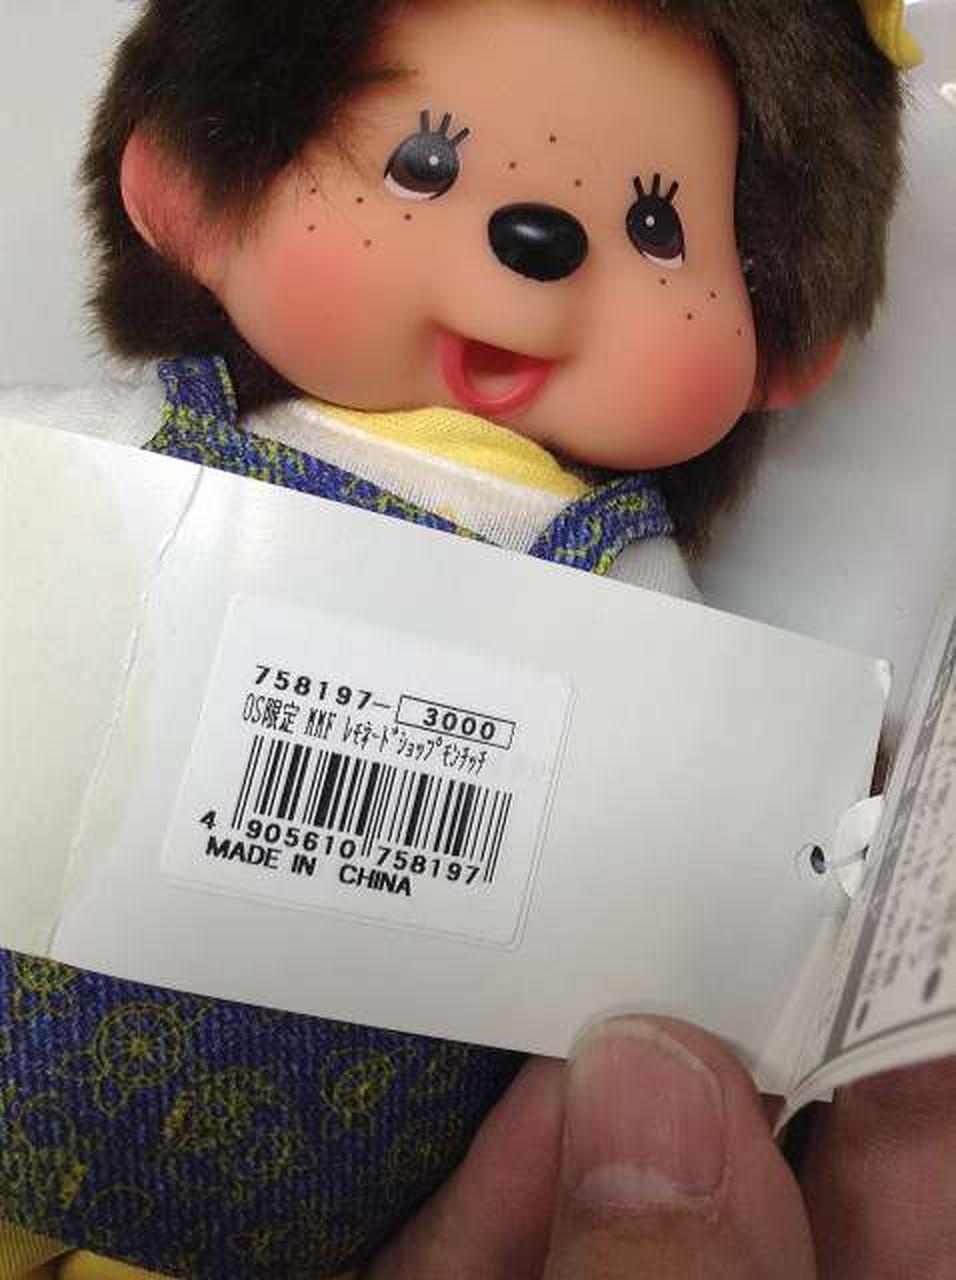 758197-3000
OS限定 MMF ﾚﾓﾈｰﾄﾞｼｮｯﾌﾟﾓﾝﾁｯﾁ
4 905610 758197
MADE IN CHINA